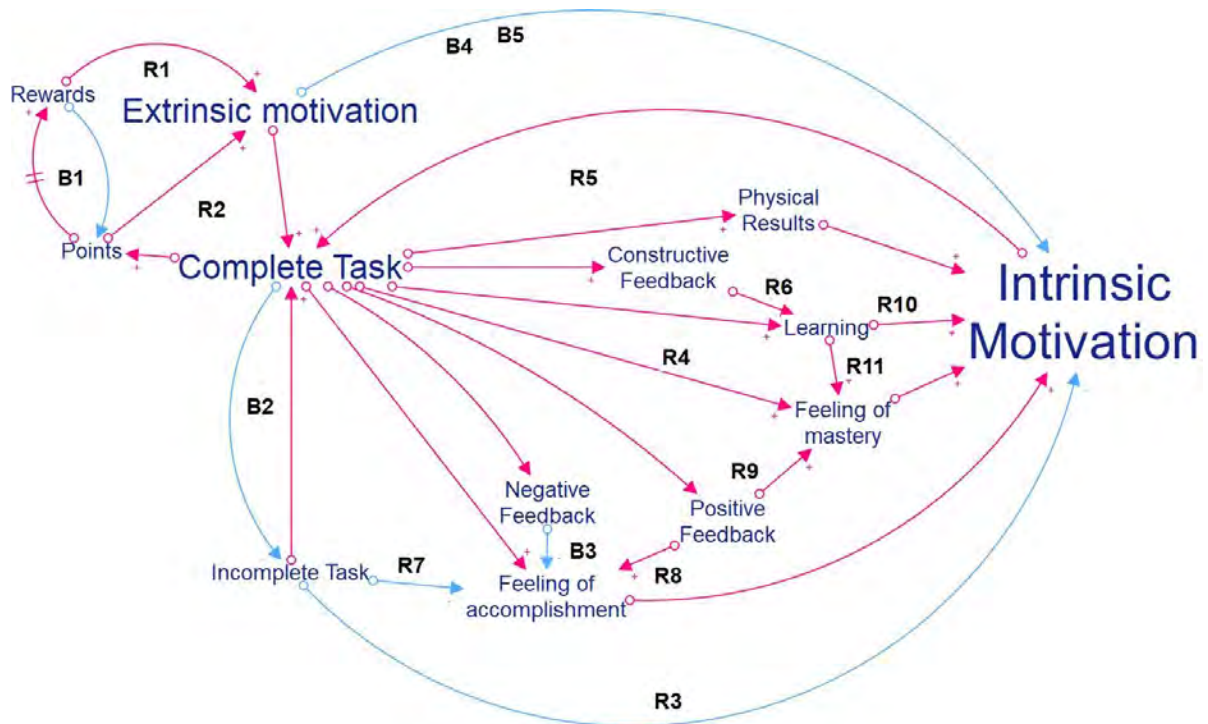 B4
B5
R1
Rewards
Extrinsic motivation
B1
R2
R5
Physical
Results
Points
Complete Task
Constructive
Feedback
R6
Intrinsic
Motivation
R10
Learning
R4
R11
B2
Feeling of
mastery
R9
Negative
Feedback
Positive
Feedback
B3
Incomplete Task
R7
R8
Feeling of
accomplishment
R3